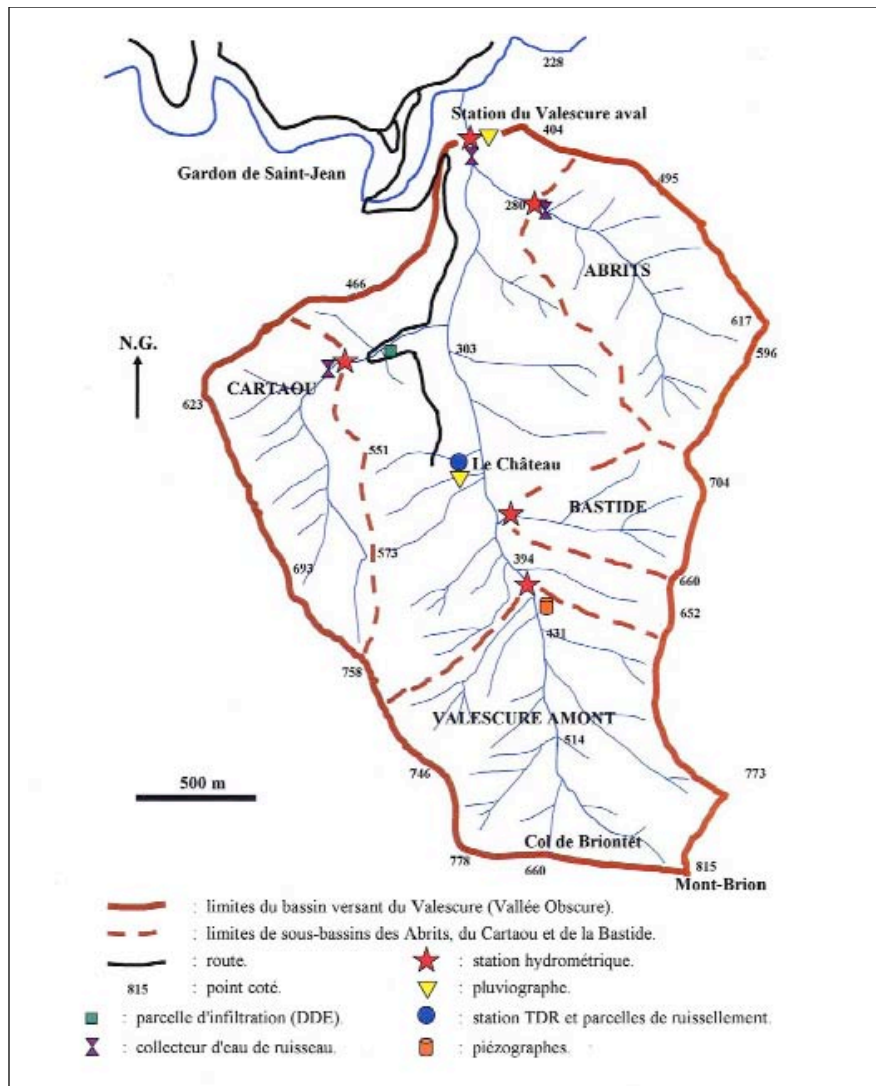 228
Station du Valescure aval
404
Gardon de Saint-Jean
495
280
ABRITS
466
617
N.G.
303
596
CARTAOU
623
551
Le Château
704
BASTIDE
573
394
693
660
652
431
758
VALESCURE AMONT
514
746
773
500 m
Col de Briontet
778
660
815
Mont-Brion
: limites du bassin versant du Valescure (Vallée Obscure).
: limites de sous-bassins des Abrits, du Cartaou et de la Bastide.
: route.
: station hydrométrique.
815 : point coté.
: pluviographe.
: parcelle d'infiltration (DDE).
: station TDR et parcelles de ruissellement.
: collecteur d'eau de ruisseau.
: piézographes.